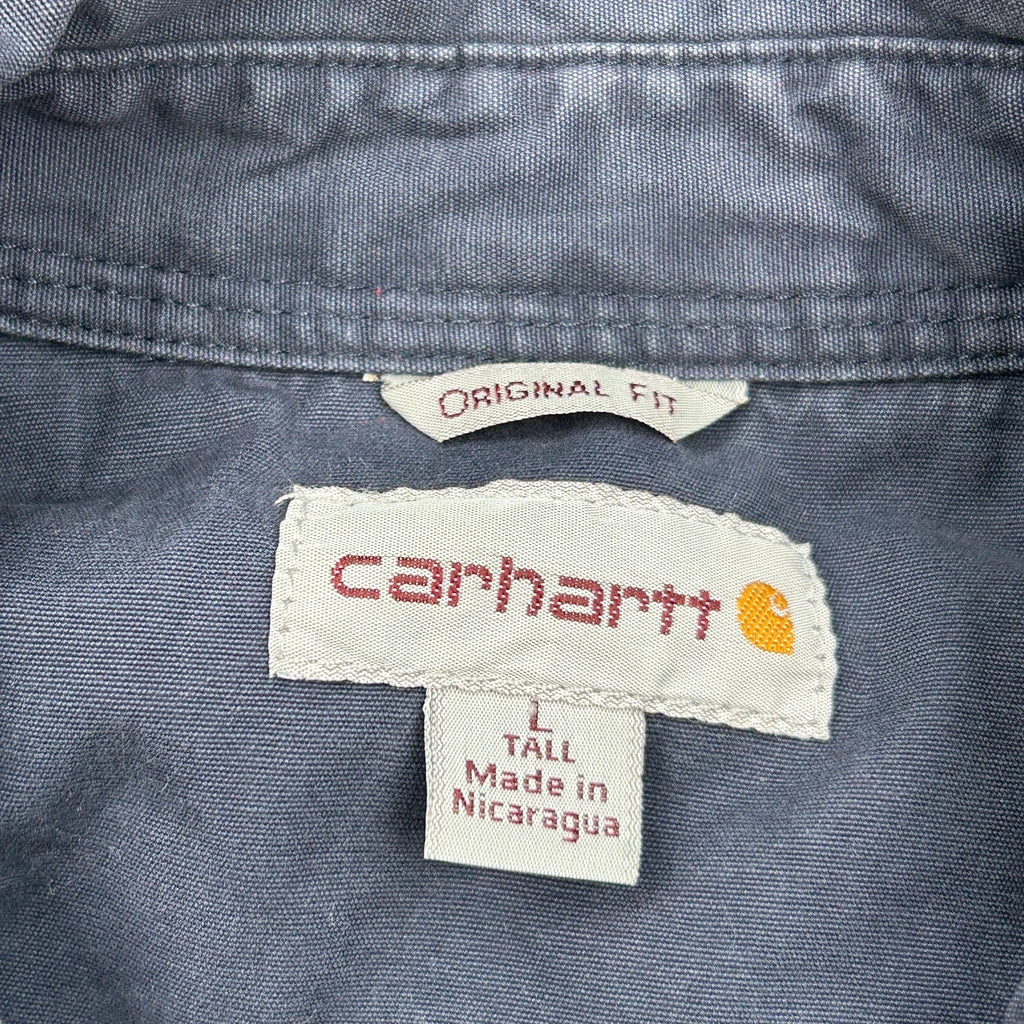 ORIGINAL FIT
carhartt
L
TALL
Made in
Nicaragua